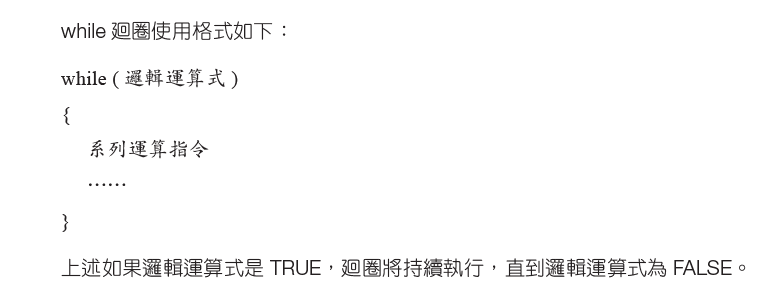 while 迴圈使用格式如下：
while ( 邏輯運算式 )
{
系列運算指令
……
}
上述如果邏輯運算式是 TRUE，迴圈將持續執行，直到邏輯運算式為 FALSE。